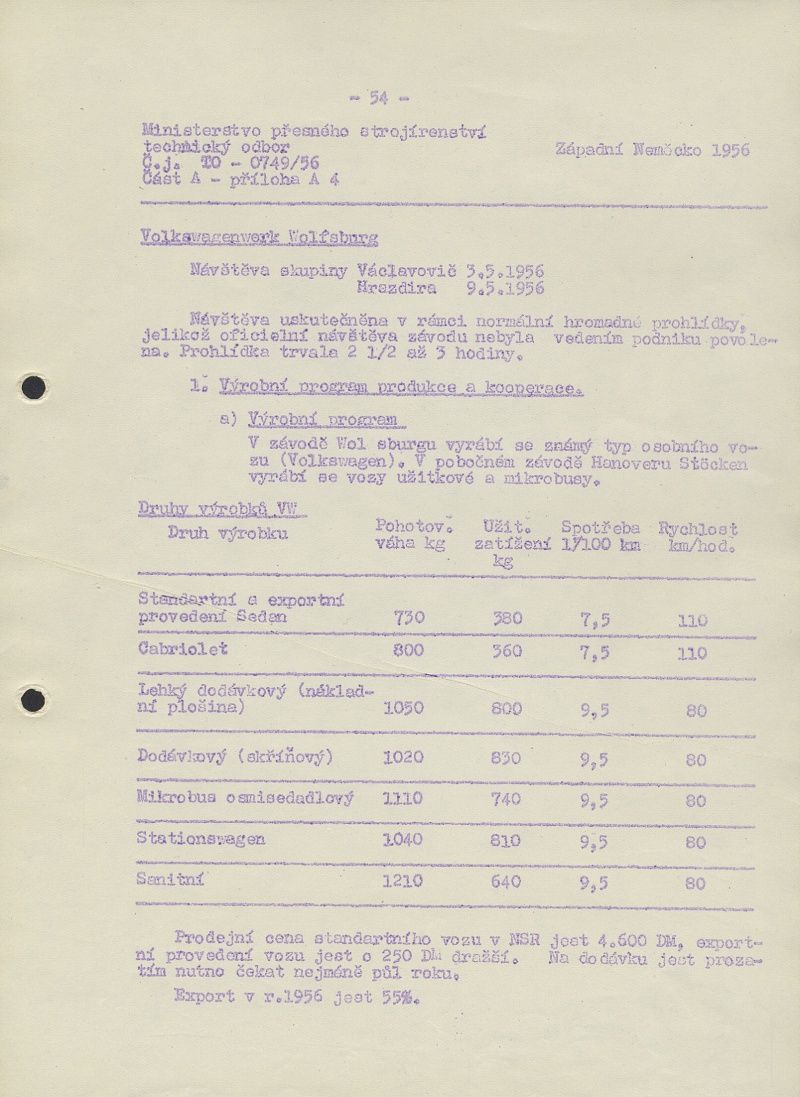 - 54 -
Ministerstvo přesného strojírenství
technický odbor
Západní Německo 1956
Č.j. TO - 0749/56
Část A - příloha A 4
Volkswagenwerk Wolfsburg
Návštěva skupiny Václavovič 3.5.1956
Hrazdira 9.5.1956
Návštěva uskutečněna v rámci normální hromadné prohlídky,
jelikož oficielní návštěva závodu nebyla vedením podniku povole-
na. Prohlídka trvala 2 1/2 až 3 hodiny.
1. Výrobní program produkce a kooperace.
a) Výrobní program
V závodě Wol sburgu vyrábí se známý typ osobního vo-
zu (Volkswagen). V pobočném závodě Hanoveru Stöcken
vyrábí se vozy užitkové a mikrobusy.
Druhy výrobků VW
Druh výrobku Pohotov. váha kg Užit. zatížení kg Spotřeba 1/100 km Rychlost km/hod.
Standartní a exportní
provedení Sedan 730 380 7,5 110
Cabriolet 800 360 7,5 110
Lehký dodávkový (náklad-
ní plošina) 1050 800 9,5 80
Dodávkový (skříňový) 1020 830 9,5 80
Mikrobus osmisedadlový 1110 740 9,5 80
Stationswagen 1040 810 9,5 80
Sanitní 1210 640 9,5 80
Prodejní cena standartního vozu v NSR jest 4.600 DM, export-
ní provedení vozu jest o 250 DM dražší. Na dodávku jest proza-
tím nutno čekat nejméně půl roku.
Export v r.1956 jest 55%.